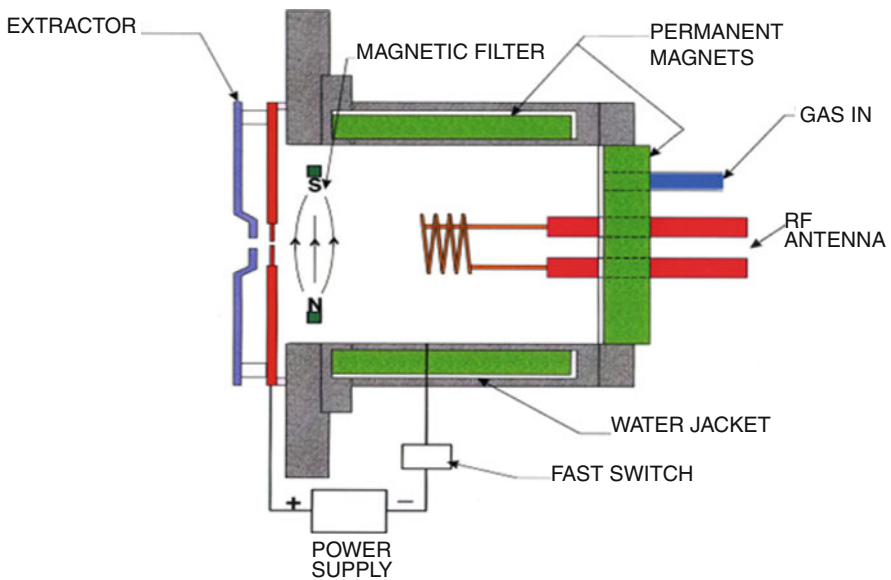 EXTRACTOR
MAGNETIC FILTER
PERMANENT
MAGNETS
GAS IN
S
RF
ANTENNA
N
WATER JACKET
FAST SWITCH
+
−
POWER
SUPPLY